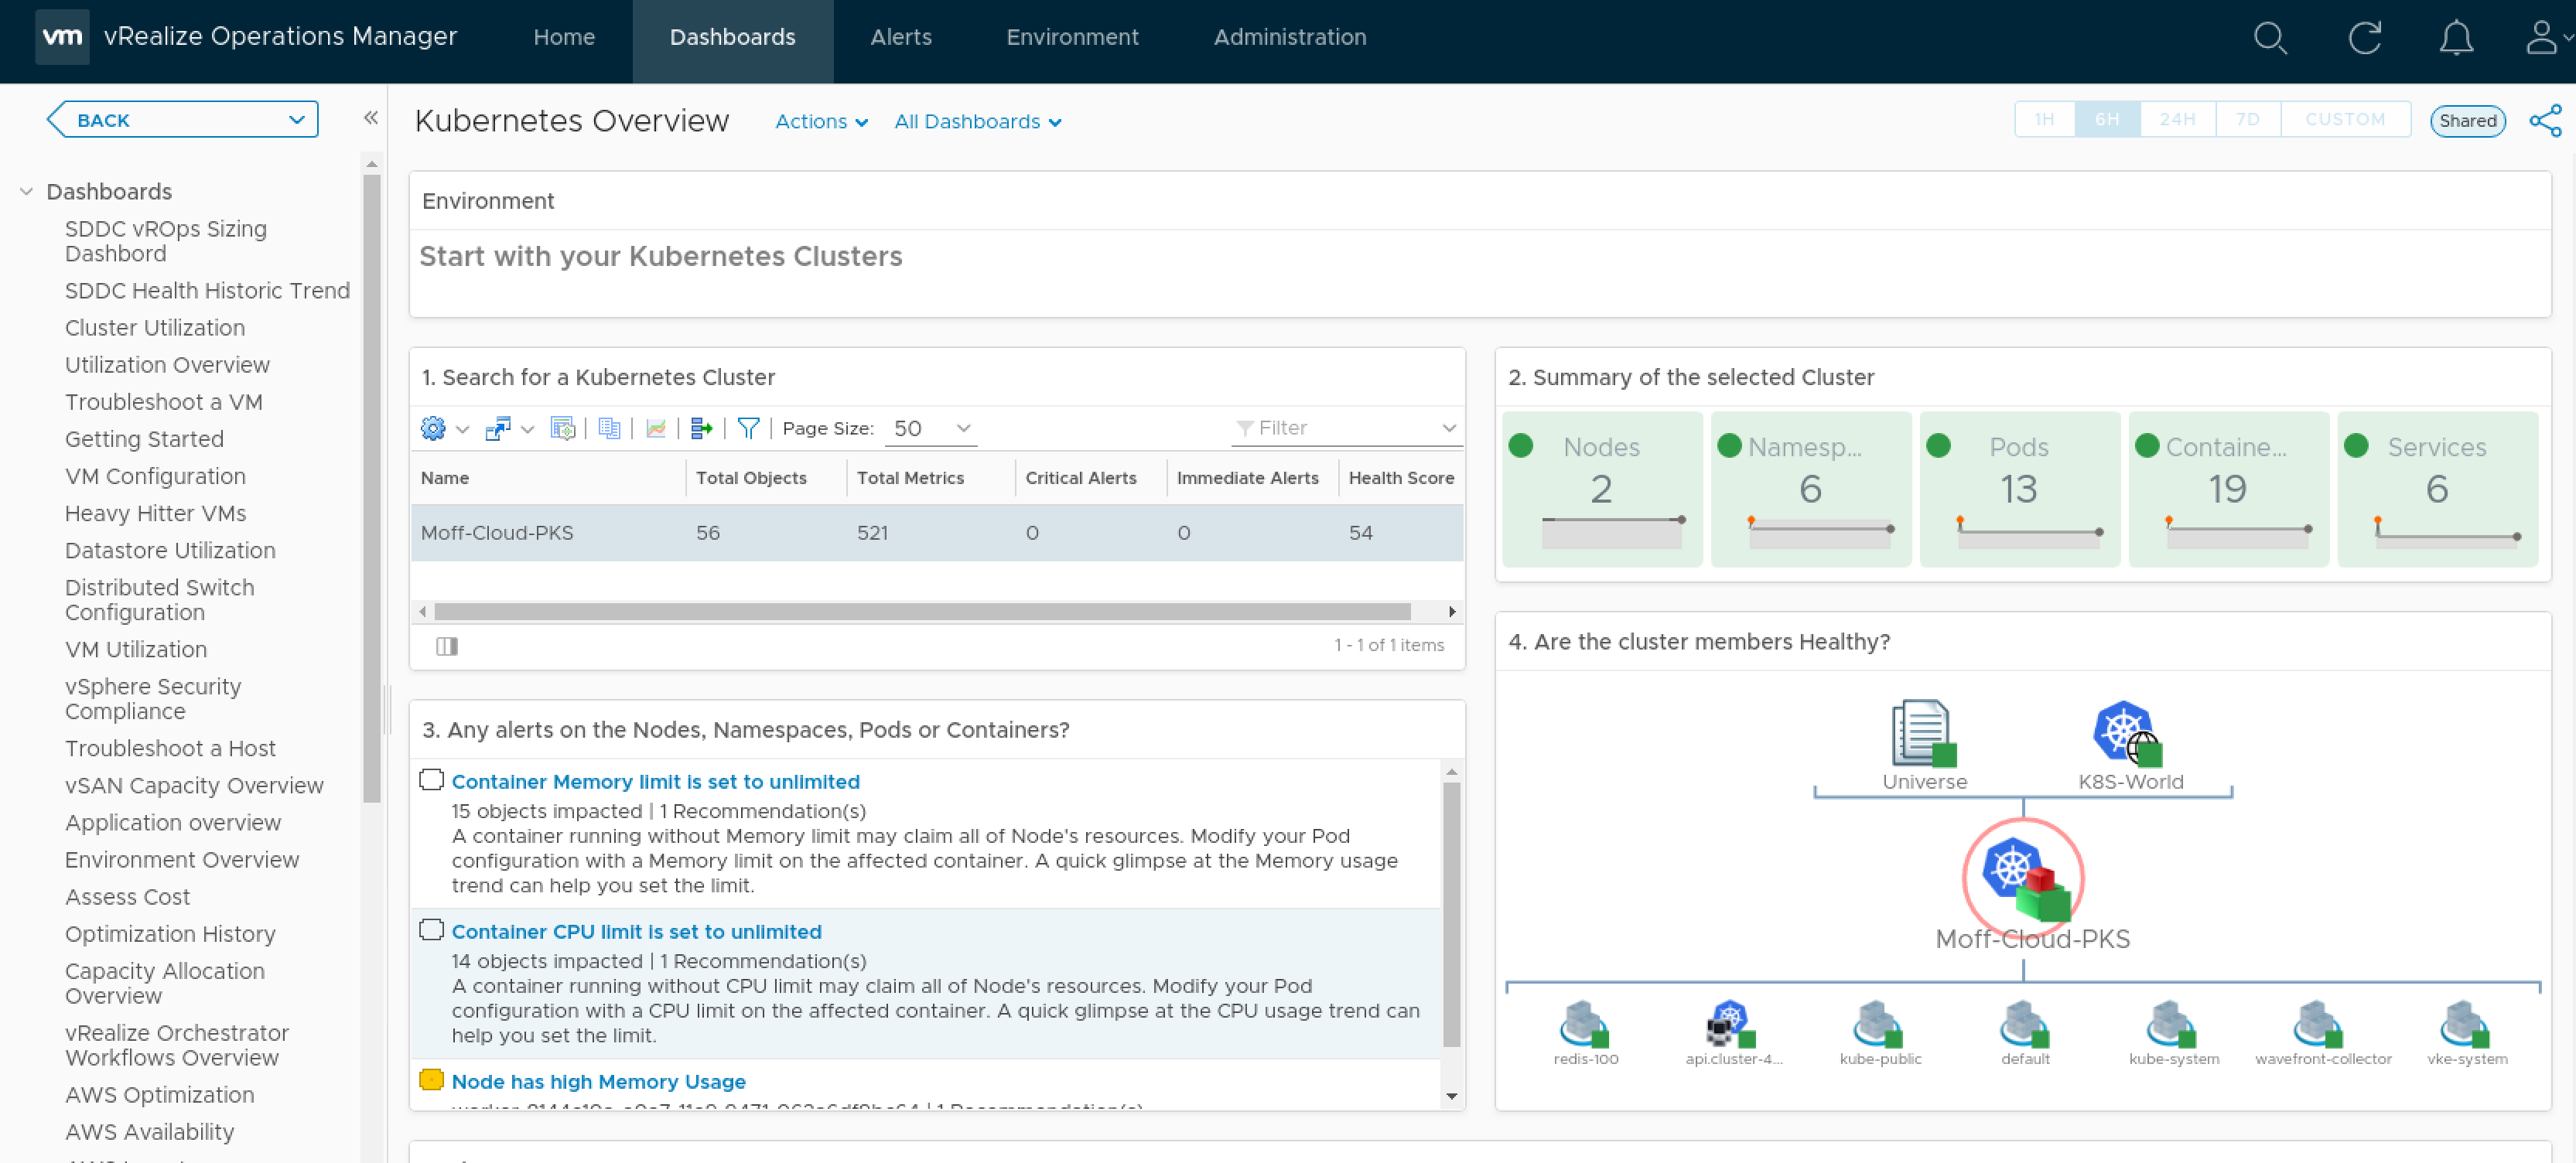 vm vRealize Operations Manager Home Dashboards Alerts Environment Administration
BACK
Kubernetes Overview Actions All Dashboards 1H 6H 24H 7D CUSTOM Shared
Dashboards
SDDC vROps Sizing
Dashbord
SDDC Health Historic Trend
Cluster Utilization
Utilization Overview
Troubleshoot a VM
Getting Started
VM Configuration
Heavy Hitter VMs
Datastore Utilization
Distributed Switch
Configuration
VM Utilization
vSphere Security
Compliance
Troubleshoot a Host
vSAN Capacity Overview
Application overview
Environment Overview
Assess Cost
Optimization History
Capacity Allocation
Overview
vRealize Orchestrator
Workflows Overview
AWS Optimization
AWS Availability
Environment
Start with your Kubernetes Clusters
1. Search for a Kubernetes Cluster
Page Size: 50 Filter
Name Total Objects Total Metrics Critical Alerts Immediate Alerts Health Score
Moff-Cloud-PKS 56 521 0 0 54
1 - 1 of 1 items
2. Summary of the selected Cluster
Nodes Namesp... Pods Containe... Services
2 6 13 19 6
3. Any alerts on the Nodes, Namespaces, Pods or Containers?
Container Memory limit is set to unlimited
15 objects impacted | 1 Recommendation(s)
A container running without Memory limit may claim all of Node's resources. Modify your Pod
configuration with a Memory limit on the affected container. A quick glimpse at the Memory usage
trend can help you set the limit.
Container CPU limit is set to unlimited
14 objects impacted | 1 Recommendation(s)
A container running without CPU limit may claim all of Node's resources. Modify your Pod
configuration with a CPU limit on the affected container. A quick glimpse at the CPU usage trend can
help you set the limit.
Node has high Memory Usage
4. Are the cluster members Healthy?
Universe K8S-World
Moff-Cloud-PKS
redis-100 api.cluster-4... kube-public default kube-system wavefront-collector vke-system